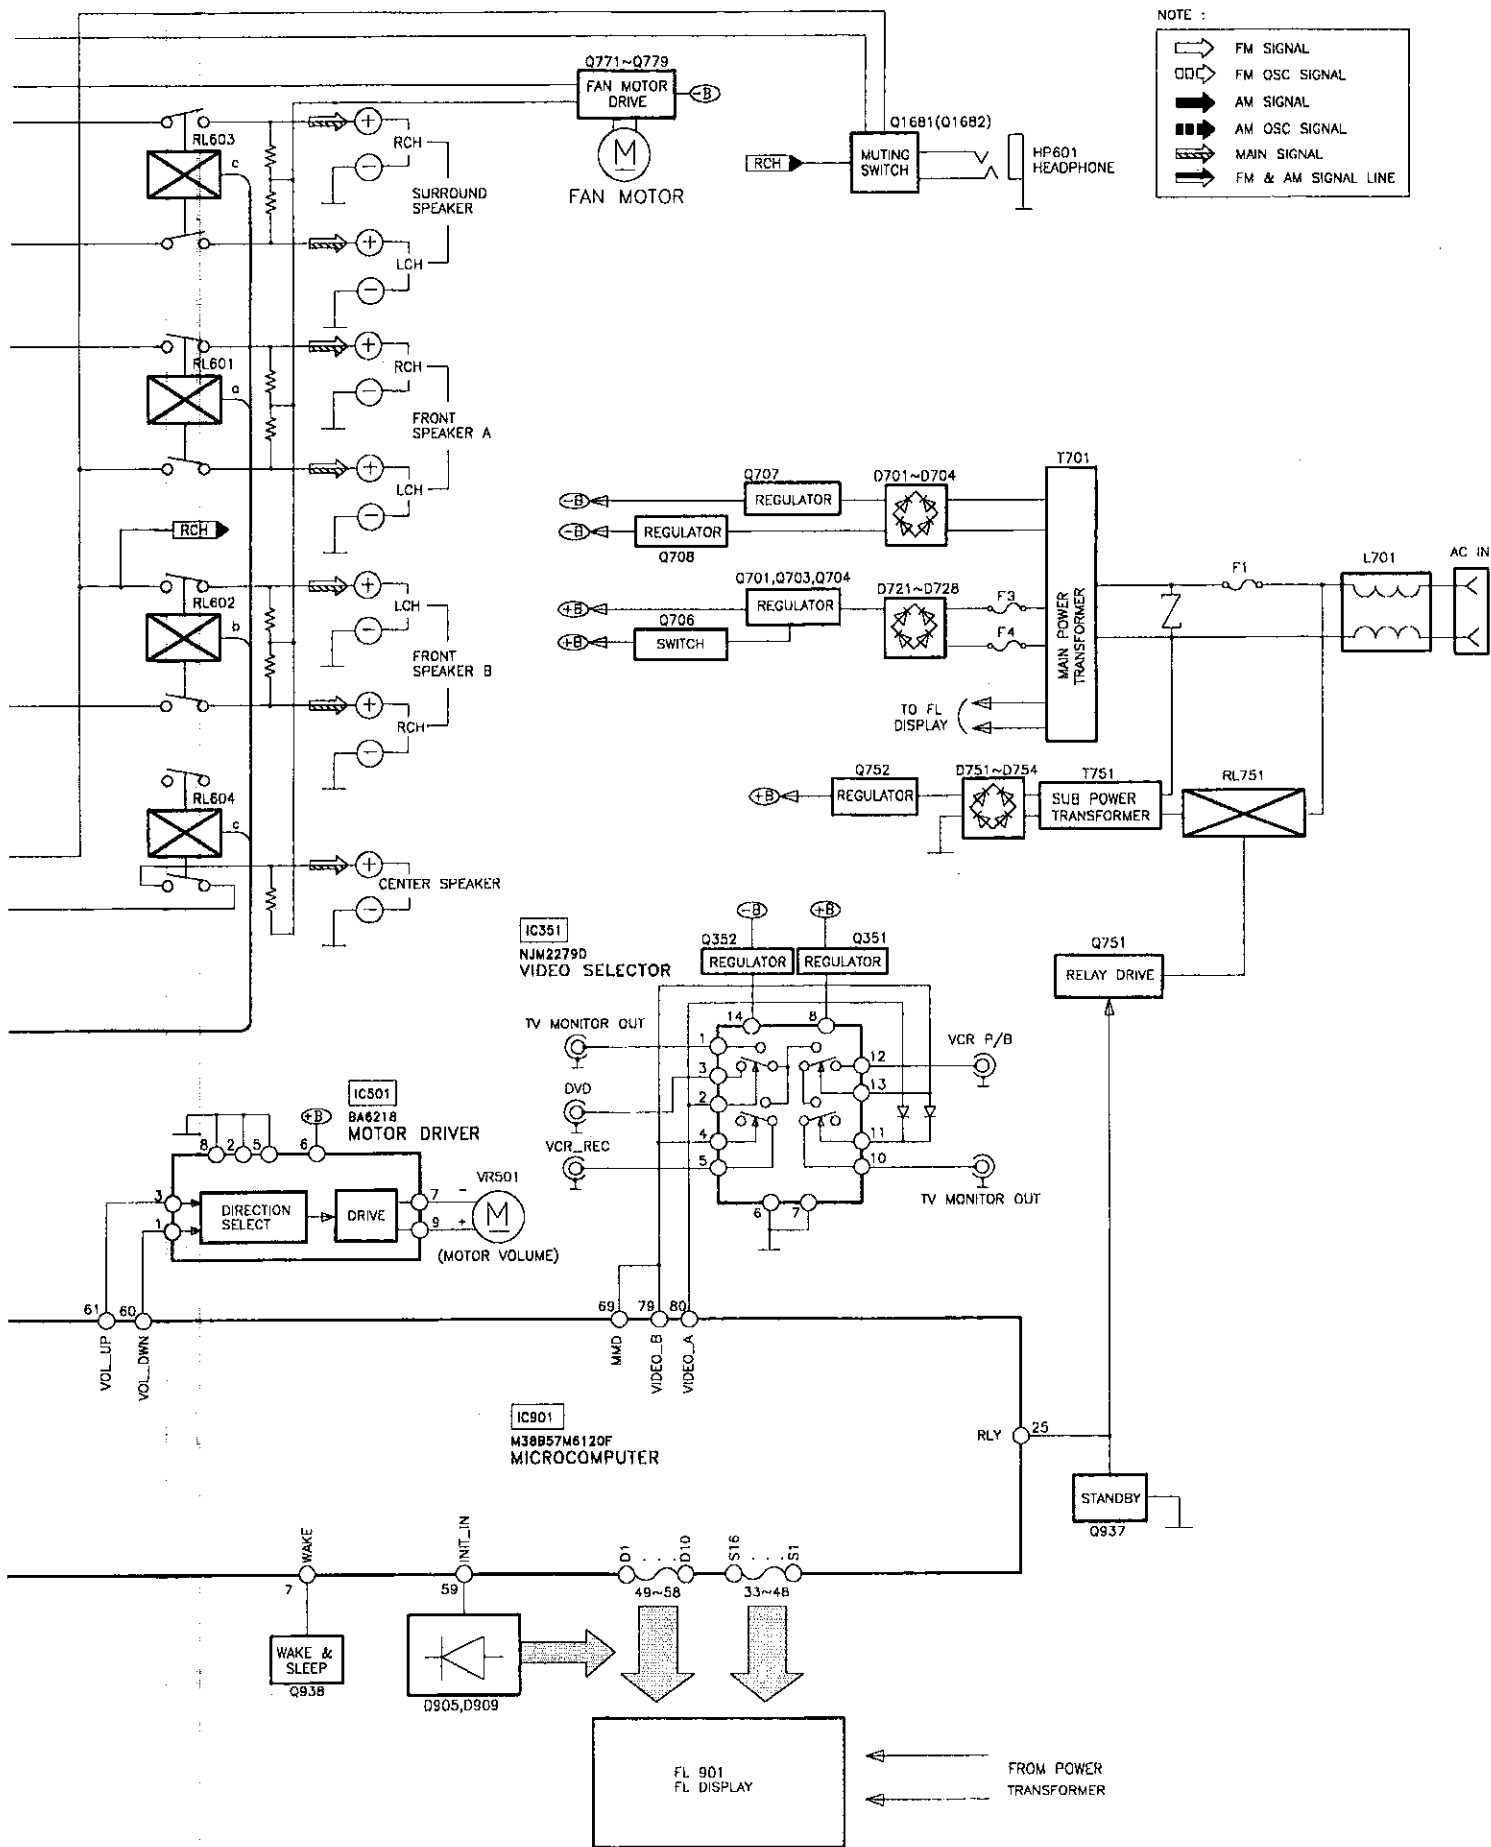 NOTE :
FM SIGNAL
FM OSC SIGNAL
AM SIGNAL
AM OSC SIGNAL
MAIN SIGNAL
FM & AM SIGNAL LINE
Q771~Q779
FAN MOTOR
DRIVE
-B
M
FAN MOTOR
Q1681(Q1682)
RCH
MUTING
SWITCH
HP601
HEADPHONE
RL603
c
+
RCH
-
SURROUND
SPEAKER
+
LCH
-
RL601
a
+
RCH
-
FRONT
SPEAKER A
+
LCH
-
RCH
RL602
b
+
LCH
-
FRONT
SPEAKER B
+
RCH
-
RL604
c
+
CENTER SPEAKER
-
Q707
REGULATOR
-B
D701~D704
T701
-B
REGULATOR
Q708
Q701,Q703,Q704
REGULATOR
+B
D721~D728
F3
F4
Q706
SWITCH
+B
MAIN POWER
TRANSFORMER
F1
L701
AC IN
TO FL
DISPLAY
Q752
REGULATOR
+B
D751~D754
T751
SUB POWER
TRANSFORMER
RL751
Q751
RELAY DRIVE
IC351
NJM2279D
VIDEO SELECTOR
-B
+B
Q352
REGULATOR
Q351
REGULATOR
TV MONITOR OUT
DVD
VCR_REC
14
8
1
3
2
4
5
12
13
11
10
6
7
VCR P/B
TV MONITOR OUT
IC501
BA6218
MOTOR DRIVER
+B
8
2
5
6
3
1
DIRECTION
SELECT
DRIVE
7
-
9
+
VR501
M
(MOTOR VOLUME)
61
60
69
79
80
VOL_UP
VOL_DWN
MMD
VIDEO_B
VIDEO_A
IC901
M38B57M6120F
MICROCOMPUTER
RLY
25
STANDBY
Q937
WAKE
INIT_IN
D1
. . .
D10
S16
. . .
S1
7
59
49~58
33~48
WAKE &
SLEEP
Q938
D905,D909
FL 901
FL DISPLAY
FROM POWER
TRANSFORMER